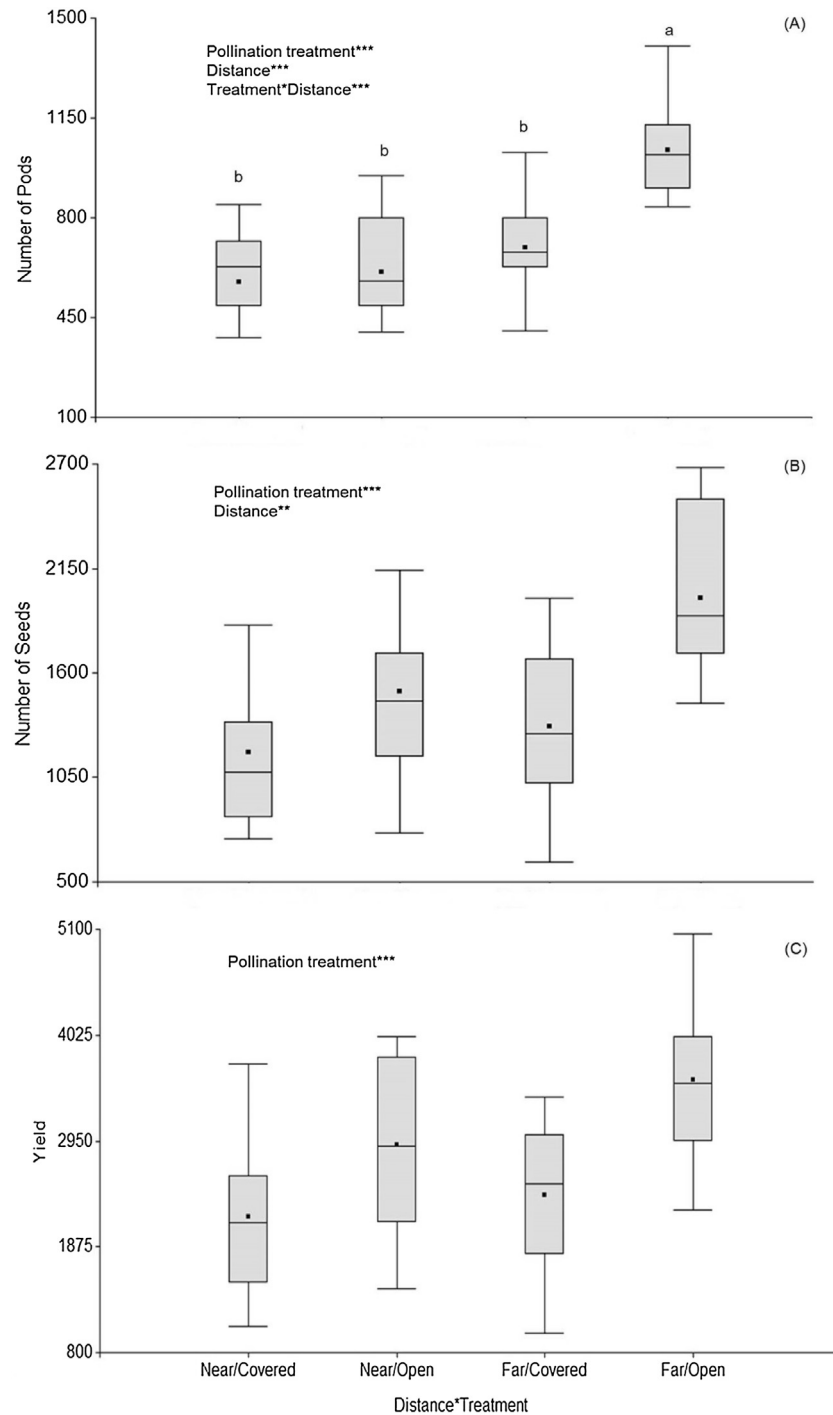 (A)
Pollination treatment***
Distance***
Treatment*Distance***
1500
1150
800
450
100
Number of Pods
b
b
b
a
(B)
Pollination treatment***
Distance**
2700
2150
1600
1050
500
Number of Seeds
(C)
Pollination treatment***
5100
4025
2950
1875
800
Yield
Near/Covered Near/Open Far/Covered Far/Open
Distance*Treatment